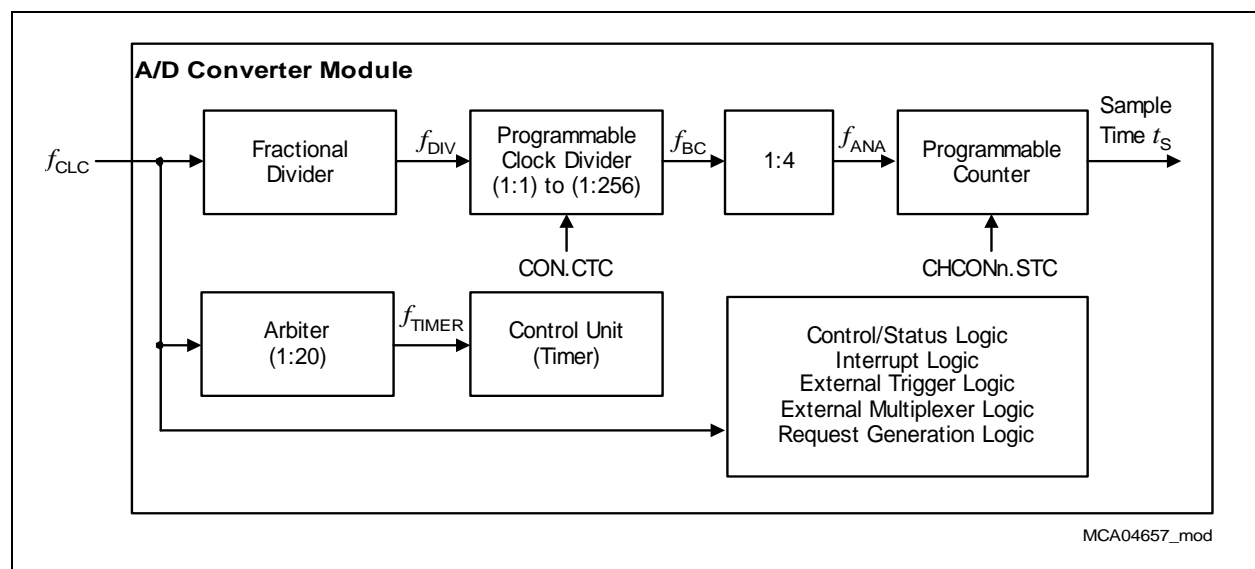 A/D Converter Module
fCLC
Fractional
Divider
fDIV
Programmable
Clock Divider
(1:1) to (1:256)
fBC
1:4
fANA
Programmable
Counter
Sample
Time tS
CON.CTC
CHCONn.STC
Arbiter
(1:20)
fTIMER
Control Unit
(Timer)
Control/Status Logic
Interrupt Logic
External Trigger Logic
External Multiplexer Logic
Request Generation Logic
MCA04657_mod